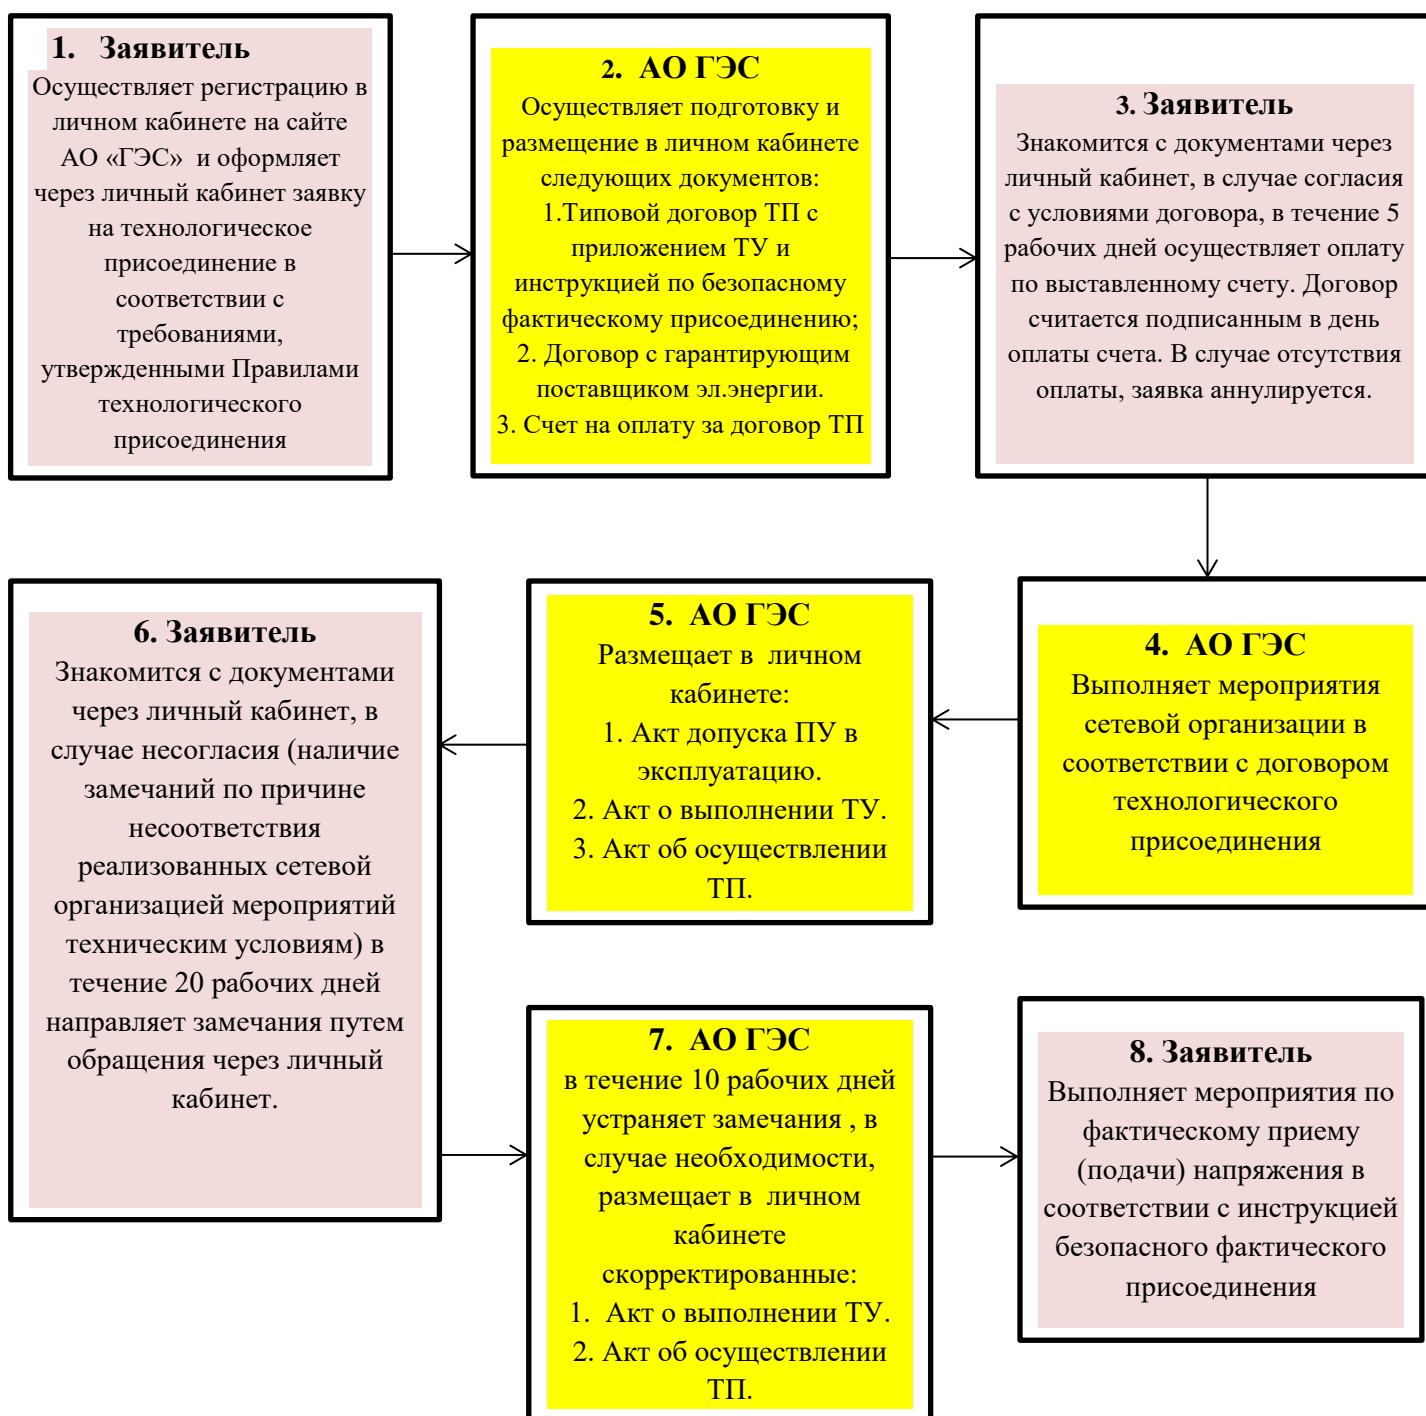 1. Заявитель
Осуществляет регистрацию в
личном кабинете на сайте
АО «ГЭС» и оформляет
через личный кабинет заявку
на технологическое
присоединение в
соответствии с
требованиями,
утвержденными Правилами
технологического
присоединения
2. АО ГЭС
Осуществляет подготовку и
размещение в личном кабинете
следующих документов:
1.Типовой договор ТП с
приложением ТУ и
инструкцией по безопасному
фактическому присоединению;
2. Договор с гарантирующим
поставщиком эл.энергии.
3. Счет на оплату за договор ТП
3. Заявитель
Знакомится с документами через
личный кабинет, в случае согласия
с условиями договора, в течение 5
рабочих дней осуществляет оплату
по выставленному счету. Договор
считается подписанным в день
оплаты счета. В случае отсутствия
оплаты, заявка аннулируется.
4. АО ГЭС
Выполняет мероприятия
сетевой организации в
соответствии с договором
технологического
присоединения
5. АО ГЭС
Размещает в личном
кабинете:
1. Акт допуска ПУ в
эксплуатацию.
2. Акт о выполнении ТУ.
3. Акт об осуществлении
ТП.
6. Заявитель
Знакомится с документами
через личный кабинет, в
случае несогласия (наличие
замечаний по причине
несоответствия
реализованных сетевой
организацией мероприятий
техническим условиям) в
течение 20 рабочих дней
направляет замечания путем
обращения через личный
кабинет.
7. АО ГЭС
в течение 10 рабочих дней
устраняет замечания , в
случае необходимости,
размещает в личном
кабинете
скорректированные:
1. Акт о выполнении ТУ.
2. Акт об осуществлении
ТП.
8. Заявитель
Выполняет мероприятия по
фактическому приему
(подачи) напряжения в
соответствии с инструкцией
безопасного фактического
присоединения